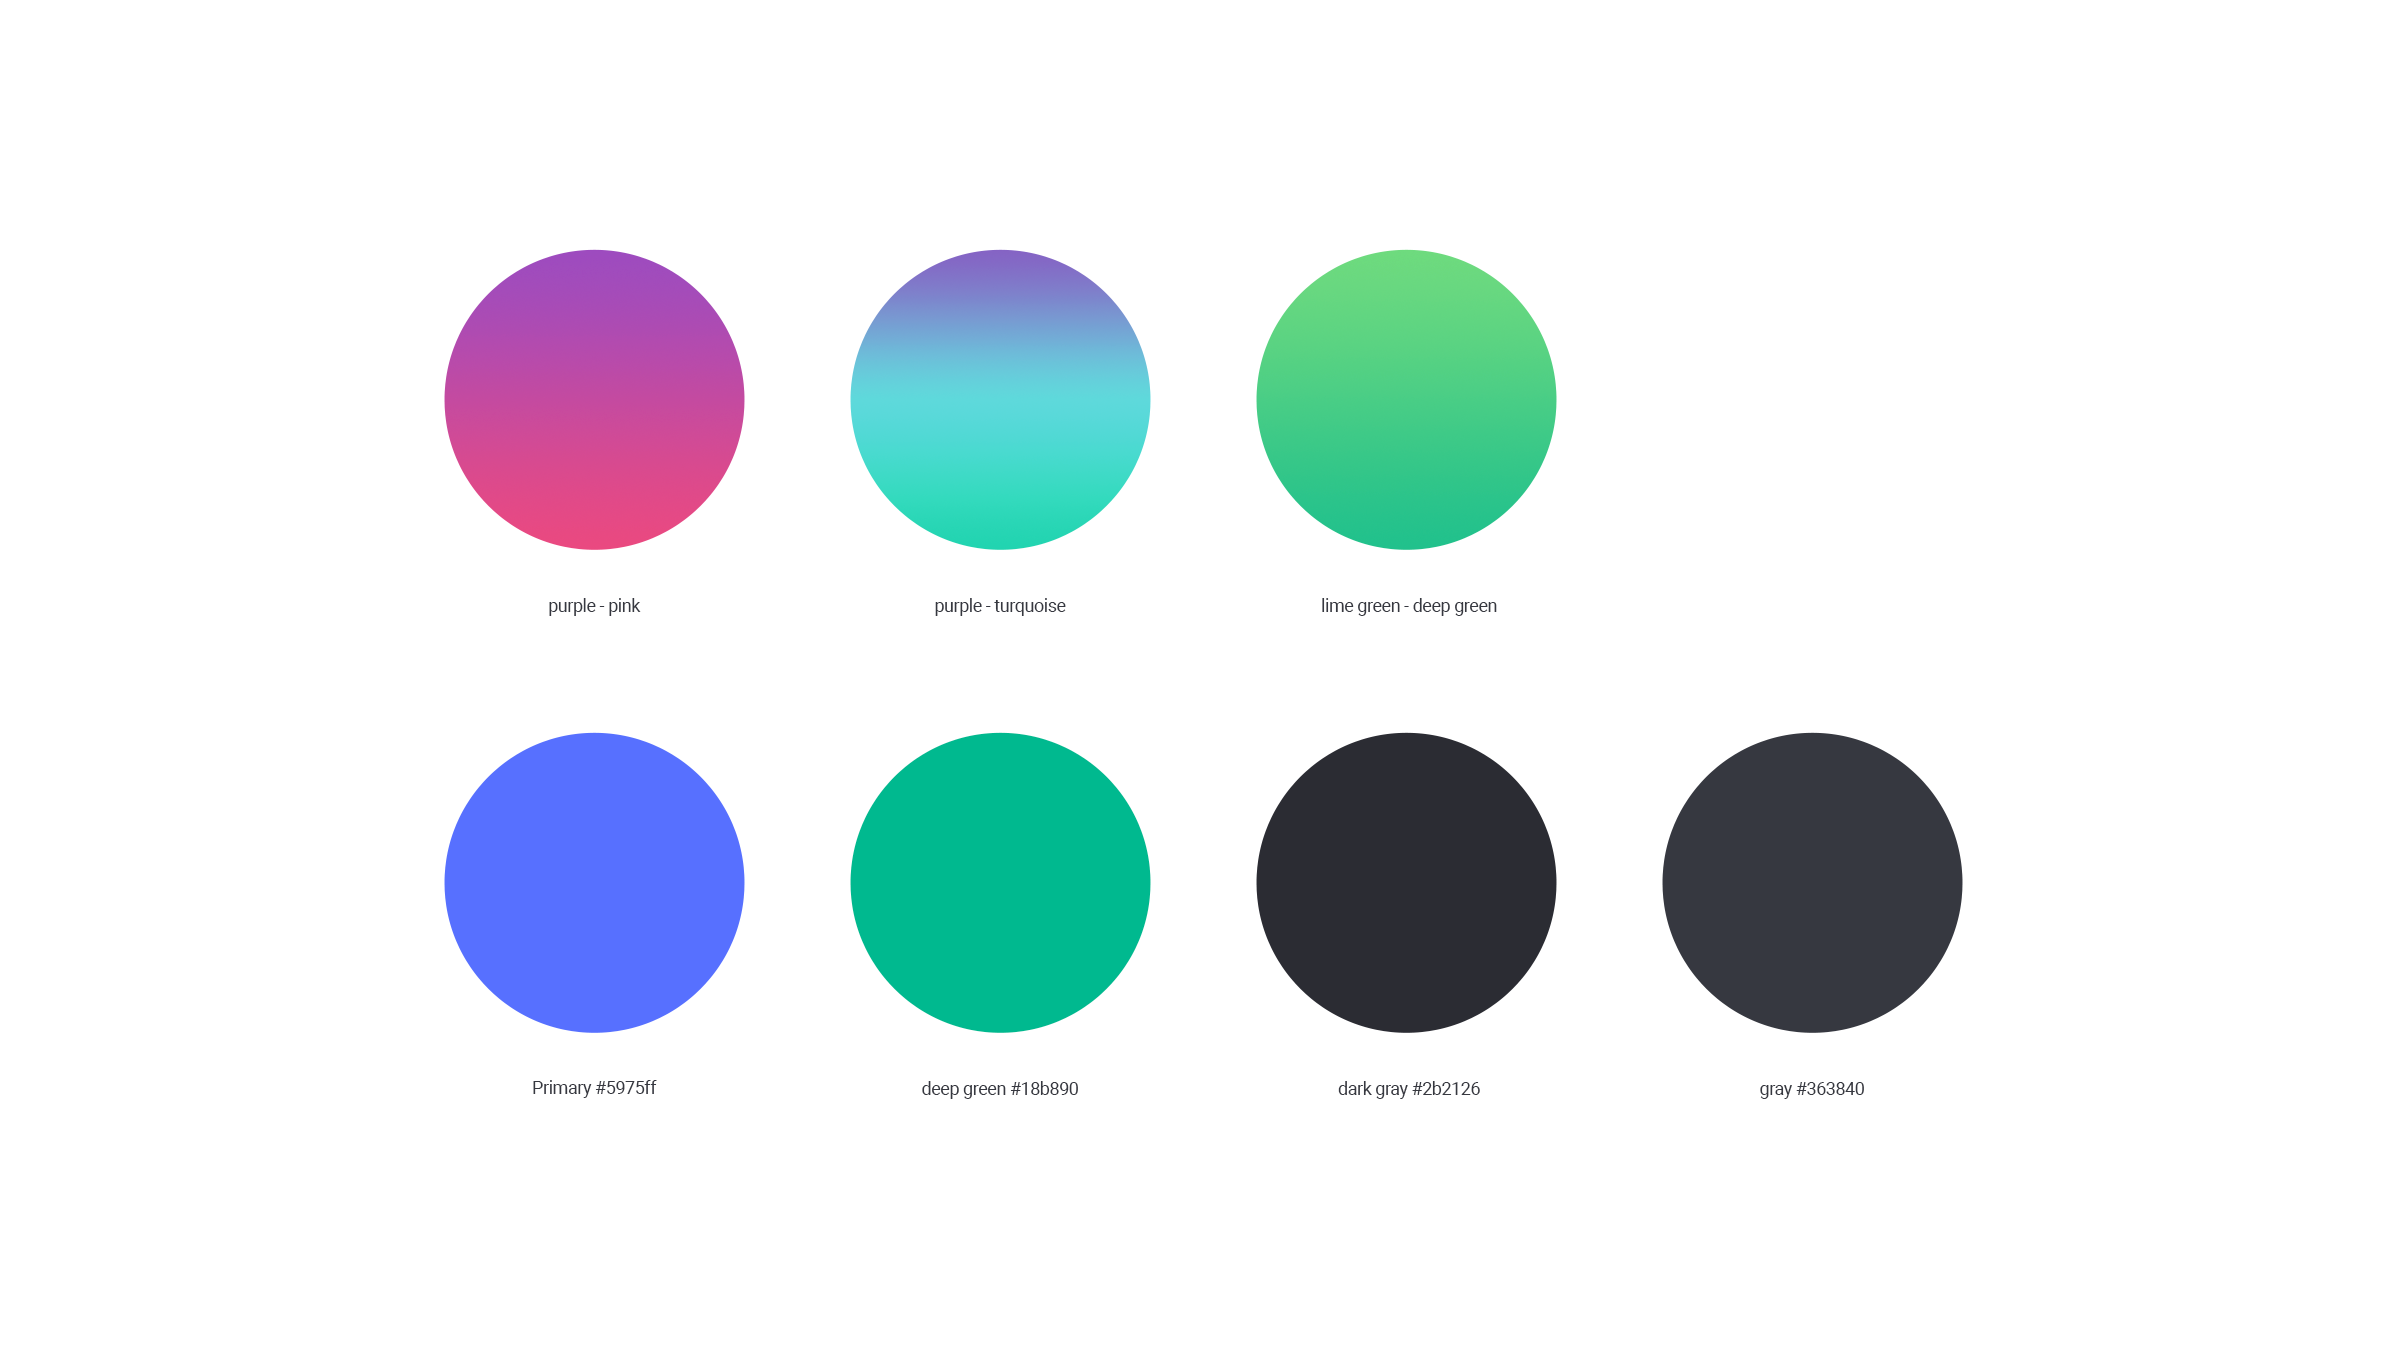 purple - pink
purple - turquoise
lime green - deep green
Primary #5975ff
deep green #18b890
dark gray #2b2126
gray #363840